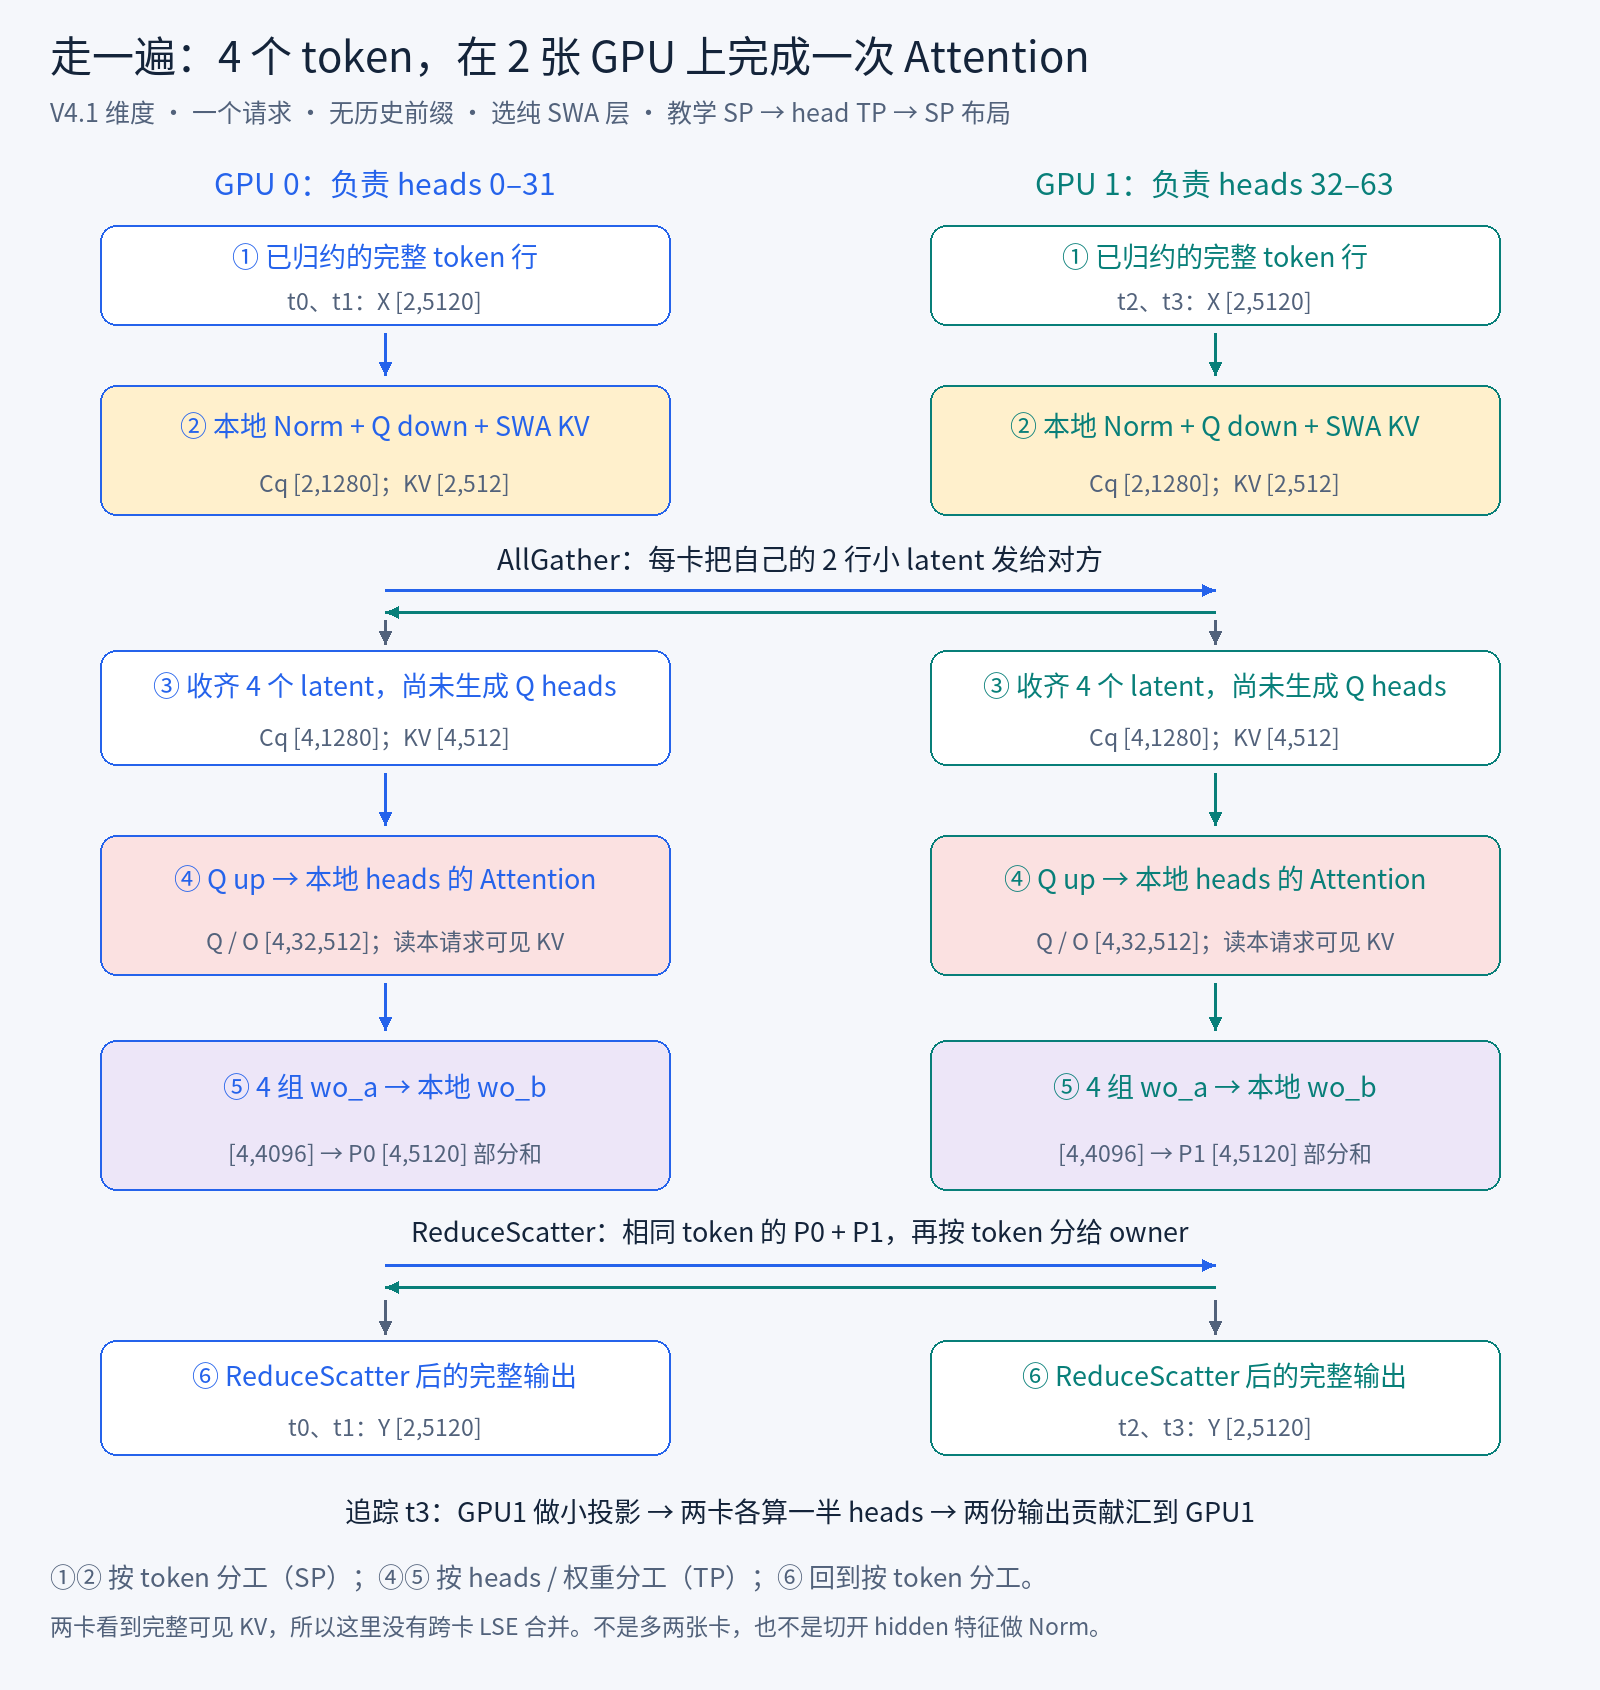 走一遍：4 个 token，在 2 张 GPU 上完成一次 Attention
V4.1 维度 · 一个请求 · 无历史前缀 · 选纯 SWA 层 · 教学 SP → head TP → SP 布局
GPU 0：负责 heads 0–31
GPU 1：负责 heads 32–63
① 已归约的完整 token 行
t0、t1：X [2,5120]
① 已归约的完整 token 行
t2、t3：X [2,5120]
② 本地 Norm + Q down + SWA KV
Cq [2,1280]；KV [2,512]
② 本地 Norm + Q down + SWA KV
Cq [2,1280]；KV [2,512]
AllGather：每卡把自己的 2 行小 latent 发给对方
③ 收齐 4 个 latent，尚未生成 Q heads
Cq [4,1280]；KV [4,512]
③ 收齐 4 个 latent，尚未生成 Q heads
Cq [4,1280]；KV [4,512]
④ Q up → 本地 heads 的 Attention
Q / O [4,32,512]；读本请求可见 KV
④ Q up → 本地 heads 的 Attention
Q / O [4,32,512]；读本请求可见 KV
⑤ 4 组 wo_a → 本地 wo_b
[4,4096] → P0 [4,5120] 部分和
⑤ 4 组 wo_a → 本地 wo_b
[4,4096] → P1 [4,5120] 部分和
ReduceScatter：相同 token 的 P0 + P1，再按 token 分给 owner
⑥ ReduceScatter 后的完整输出
t0、t1：Y [2,5120]
⑥ ReduceScatter 后的完整输出
t2、t3：Y [2,5120]
追踪 t3：GPU1 做小投影 → 两卡各算一半 heads → 两份输出贡献汇到 GPU1
①② 按 token 分工（SP）；④⑤ 按 heads / 权重分工（TP）；⑥ 回到按 token 分工。
两卡看到完整可见 KV，所以这里没有跨卡 LSE 合并。不是多两张卡，也不是切开 hidden 特征做 Norm。